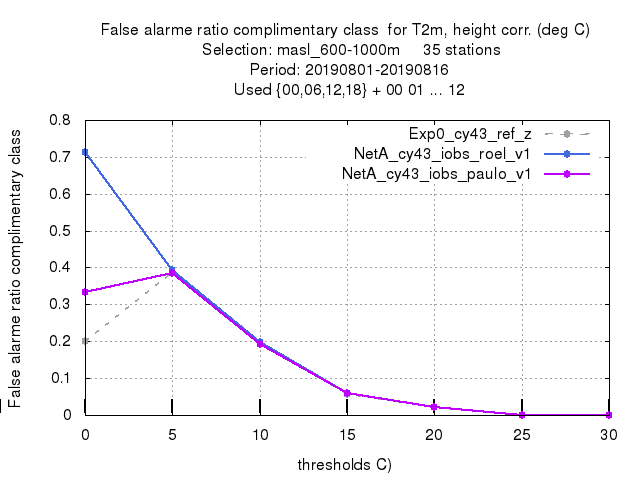 False alarme ratio complimentary class  for T2m, height corr. (deg C)
Selection: masl_600-1000m     35 stations
Period: 20190801-20190816
Used {00,06,12,18} + 00 01 ... 12
False alarme ratio complimentary class
Exp0_cy43_ref_z
NetA_cy43_iobs_roel_v1
NetA_cy43_iobs_paulo_v1
0.8
0.7
0.6
0.5
0.4
0.3
0.2
0.1
0
0 5 10 15 20 25 30
thresholds C)